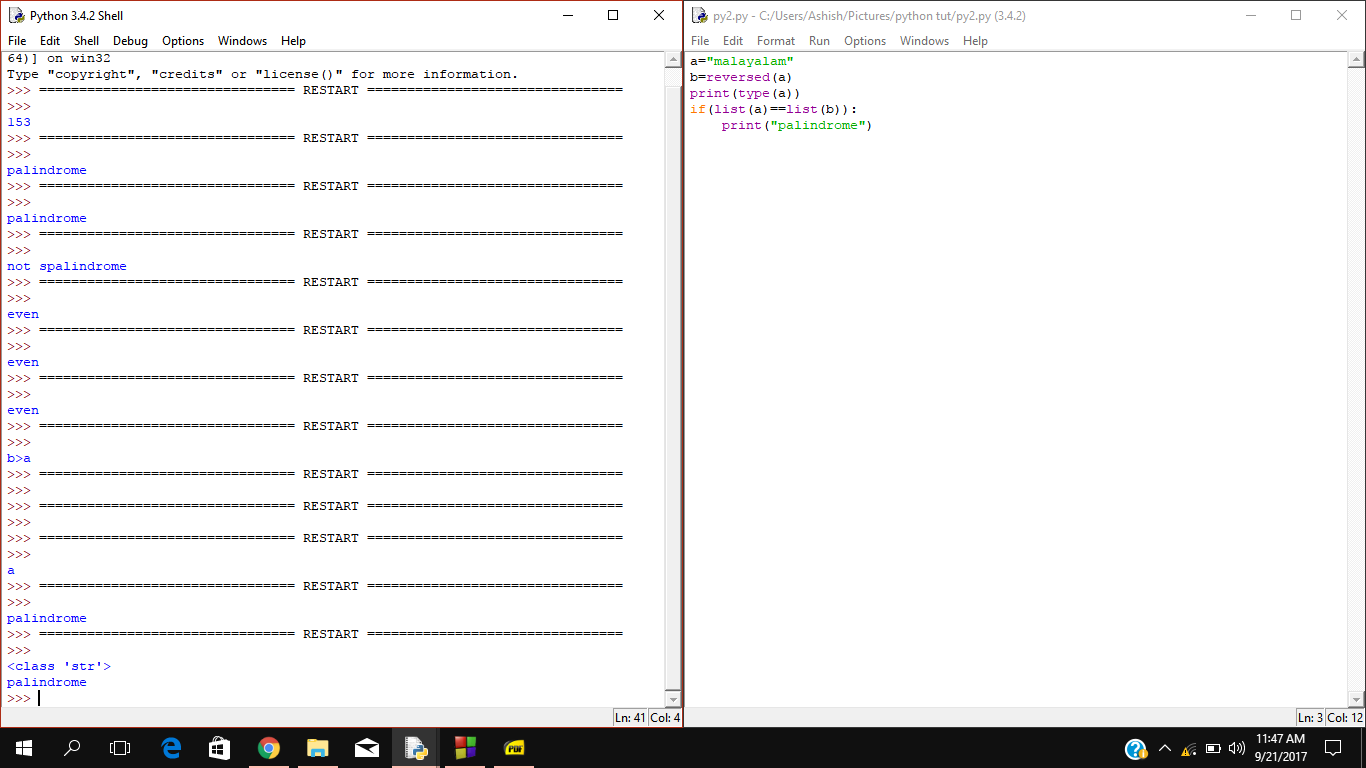 Python 3.4.2 Shell
File Edit Shell Debug Options Windows Help
64)] on win32
Type "copyright", "credits" or "license()" for more information.
>>> ================================ RESTART ================================
>>>
153
>>> ================================ RESTART ================================
>>>
palindrome
>>> ================================ RESTART ================================
>>>
palindrome
>>> ================================ RESTART ================================
>>>
not spalindrome
>>> ================================ RESTART ================================
>>>
even
>>> ================================ RESTART ================================
>>>
even
>>> ================================ RESTART ================================
>>>
even
>>> ================================ RESTART ================================
>>>
b>a
>>> ================================ RESTART ================================
>>>
>>> ================================ RESTART ================================
>>>
>>> ================================ RESTART ================================
>>>
a
>>> ================================ RESTART ================================
>>>
palindrome
>>> ================================ RESTART ================================
>>>
<class 'str'>
palindrome
>>>
Ln: 41 Col: 4
py2.py - C:/Users/Ashish/Pictures/python tut/py2.py (3.4.2)
File Edit Format Run Options Windows Help
a="malayalam"
b=reversed(a)
print(type(a))
if(list(a)==list(b)):
    print("palindrome")
Ln: 3 Col: 12
PDF
11:47 AM
9/21/2017